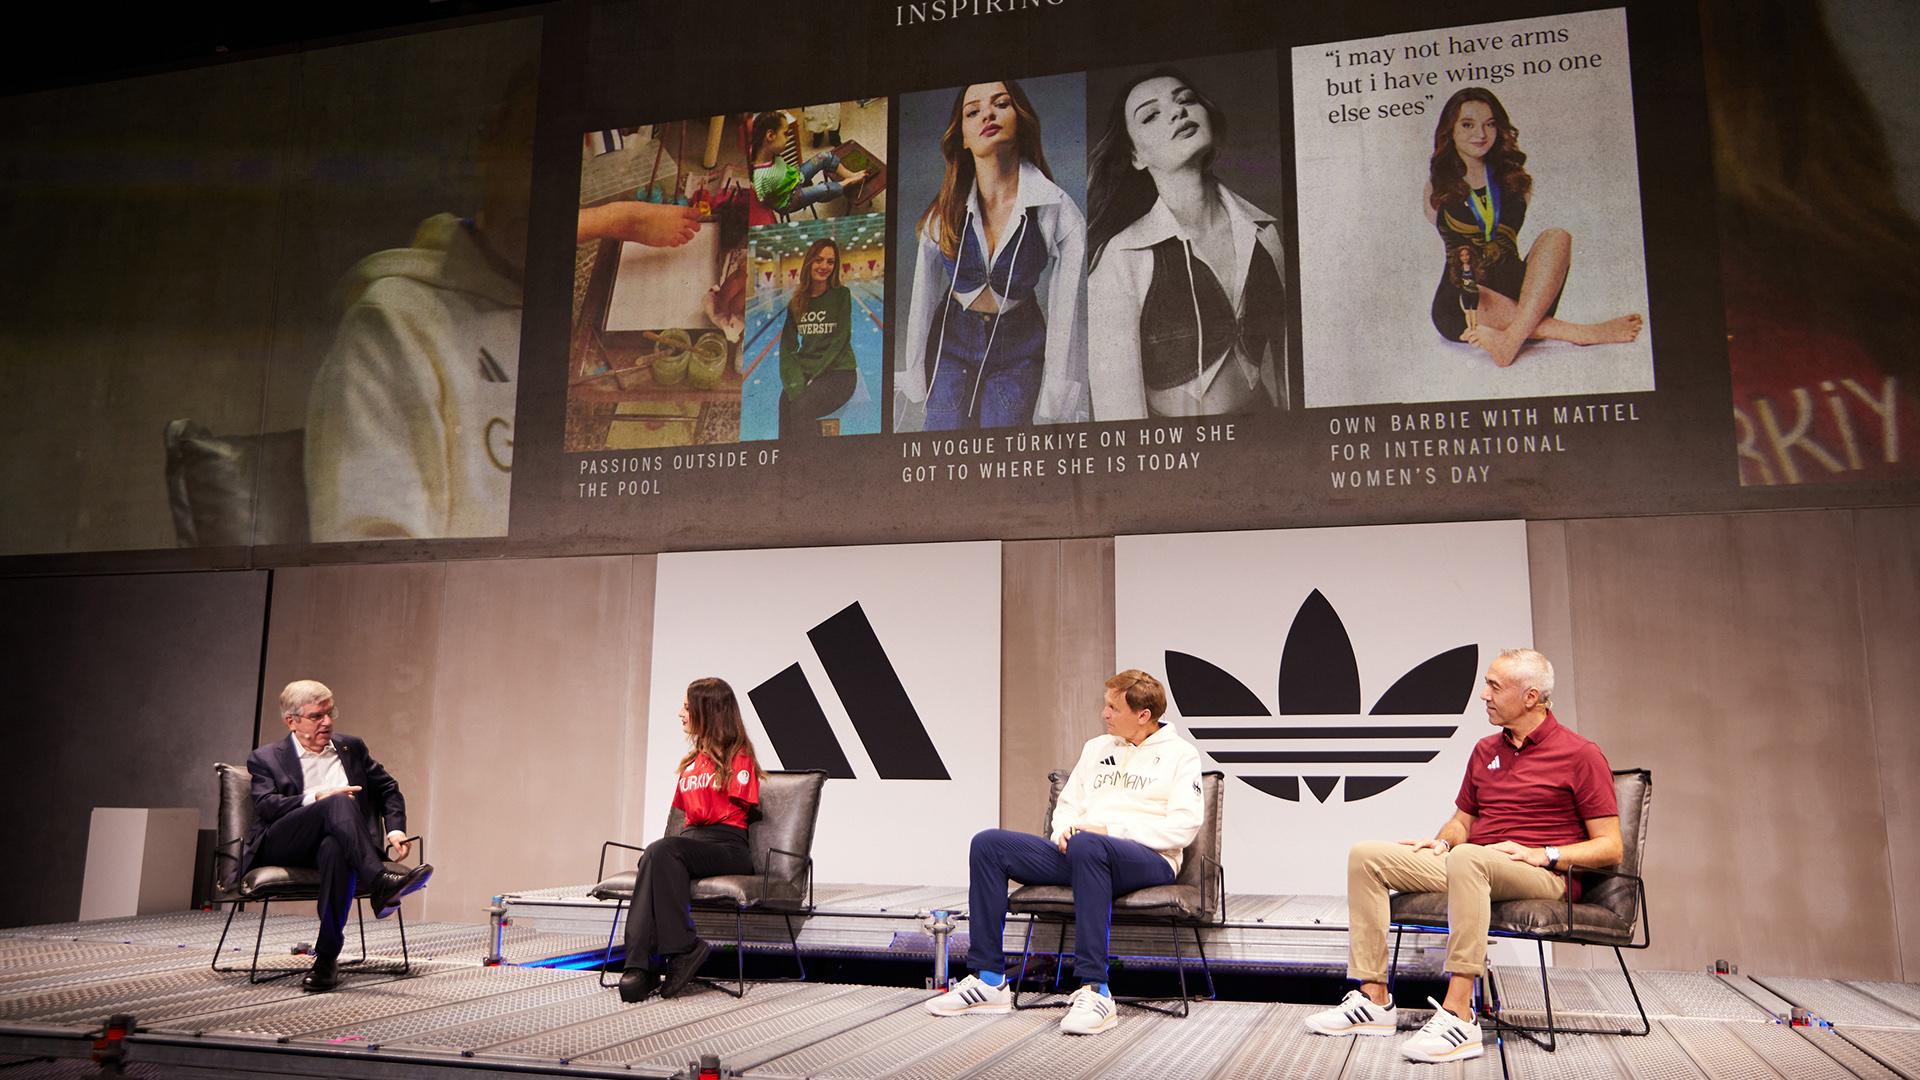 INSPIRING
“i may not have arms
but i have wings no one
else sees”
KOÇ
PASSIONS OUTSIDE OF
THE POOL
IN VOGUE TÜRKIYE ON HOW SHE
GOT TO WHERE SHE IS TODAY
OWN BARBIE WITH MATTEL
FOR INTERNATIONAL
WOMEN'S DAY
GERMANY